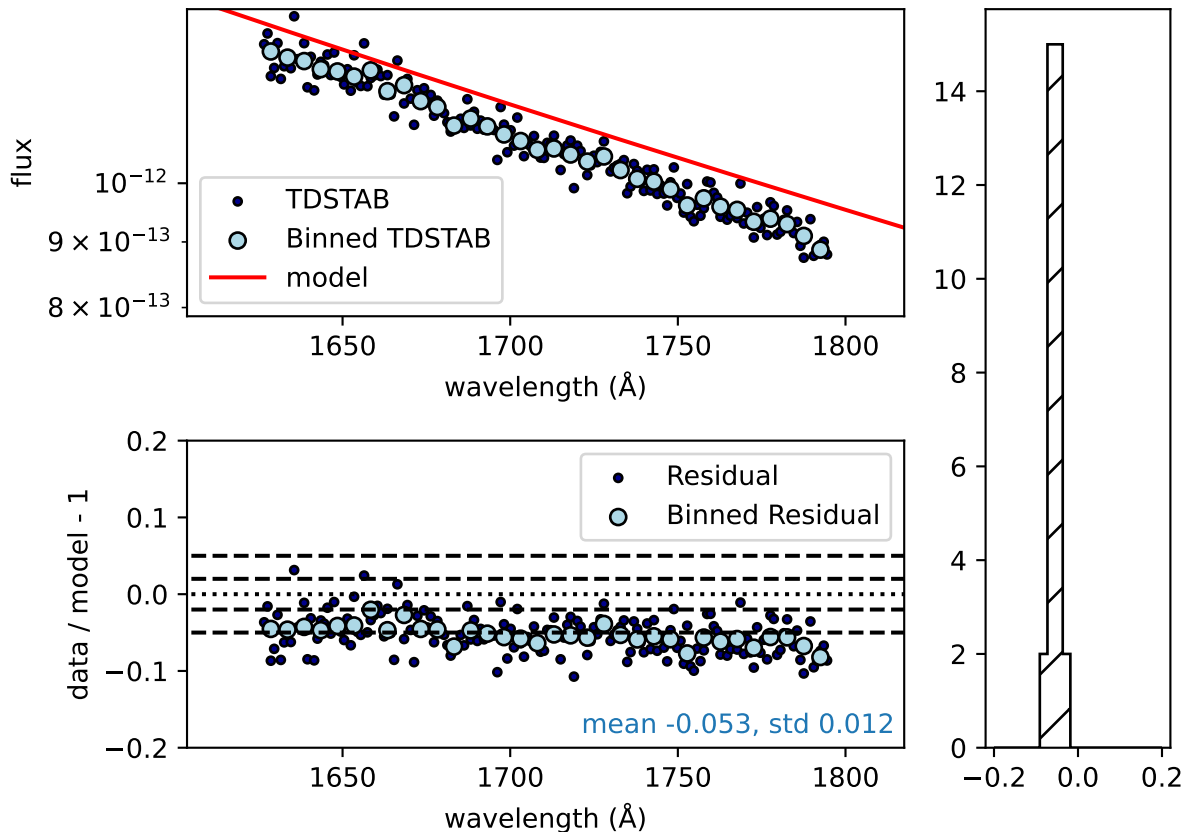 flux
10⁻¹²
9 × 10⁻¹³
8 × 10⁻¹³
TDSTAB
Binned TDSTAB
model
1650 1700 1750 1800
wavelength (Å)
data / model - 1
0.2
0.1
0.0
−0.1
−0.2
Residual
Binned Residual
mean -0.053, std 0.012
1650 1700 1750 1800
wavelength (Å)
14
12
10
8
6
4
2
0
−0.2 0.0 0.2